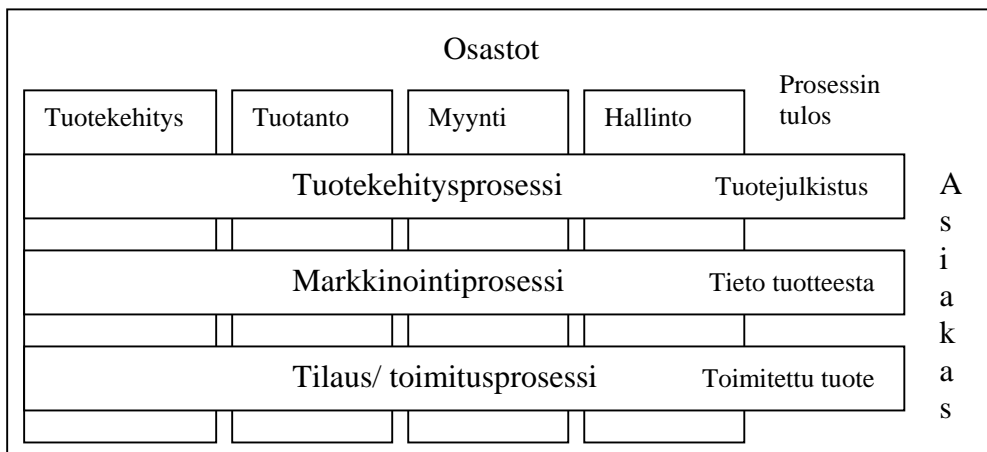 Osastot
Prosessin
tulos
Tuotekehitys Tuotanto Myynti Hallinto
Tuotekehitysprosessi Tuotejulkistus
Markkinointiprosessi Tieto tuotteesta
Tilaus/ toimitusprosessi Toimitettu tuote
A
s
i
a
k
a
s